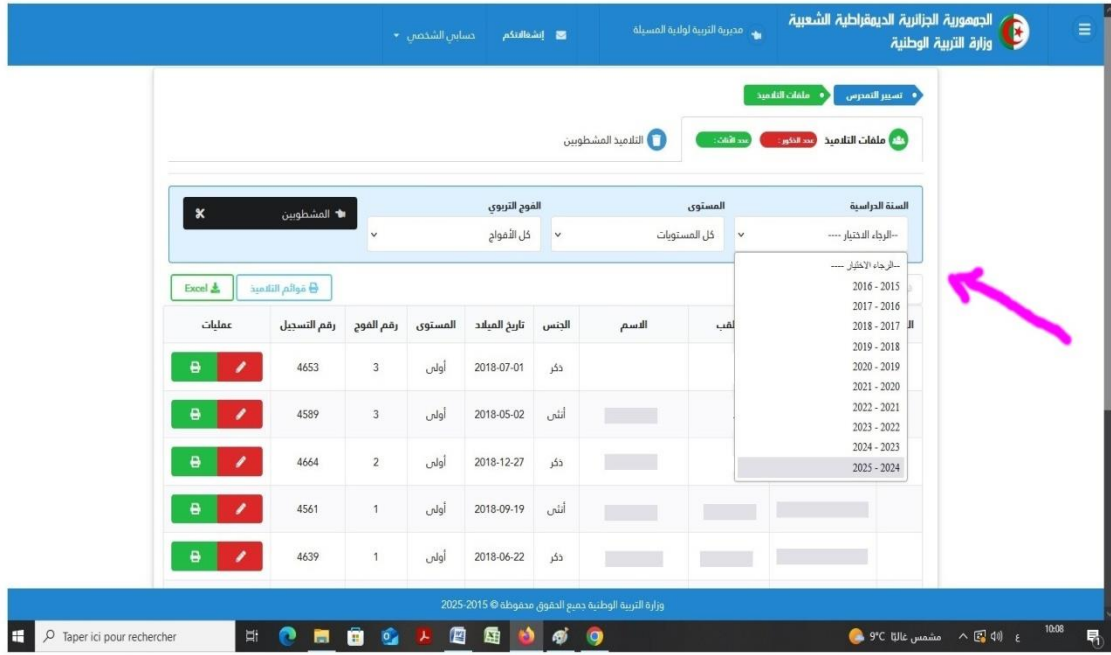 الجمهورية الجزائرية الديمقراطية الشعبية
وزارة التربية الوطنية
مديرية التربية لولاية المسيلة
إنشغالاتكم
حسابي الشخصي
تسيير التمدرس
ملفات التلاميذ
ملفات التلاميذ عدد الذكور : عدد الأناث :
التلاميذ المشطوبين
السنة الدراسية
المستوى
الفوج التربوي
المشطوبين
--الرجاء الاختيار ----
كل المستويات
كل الأفواج
--الرجاء الاختيار ----
2016 - 2015
2017 - 2016
2018 - 2017
2019 - 2018
2020 - 2019
2021 - 2020
2022 - 2021
2023 - 2022
2024 - 2023
2025 - 2024
قوائم التلاميذ
Excel
الاسم الجنس تاريخ الميلاد المستوى رقم الفوج رقم التسجيل عمليات
ذكر 2018-07-01 أولى 3 4653
أنثى 2018-05-02 أولى 3 4589
ذكر 2018-12-27 أولى 2 4664
أنثى 2018-09-19 أولى 1 4561
ذكر 2018-06-22 أولى 1 4639
وزارة التربية الوطنية جميع الحقوق محفوظة © 2015-2025
Taper ici pour rechercher
9°C مشمس غالبًا
ع
10:08